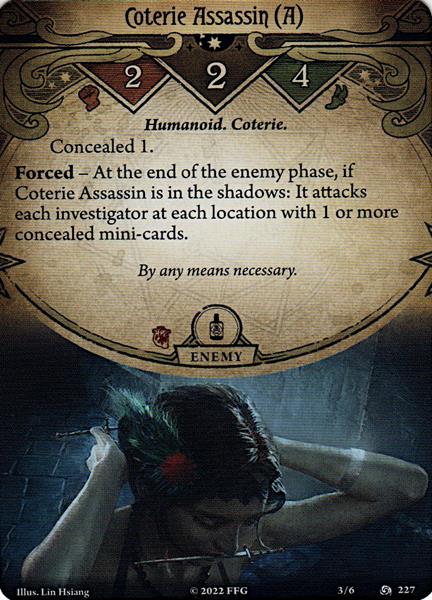 Coterie Assassin (A)
2 2 4
Humanoid. Coterie.
Concealed 1.
Forced – At the end of the enemy phase, if
Coterie Assassin is in the shadows: It attacks
each investigator at each location with 1 or more
concealed mini-cards.
By any means necessary.
ENEMY
Illus. Lin Hsiang © 2022 FFG 3/6 227